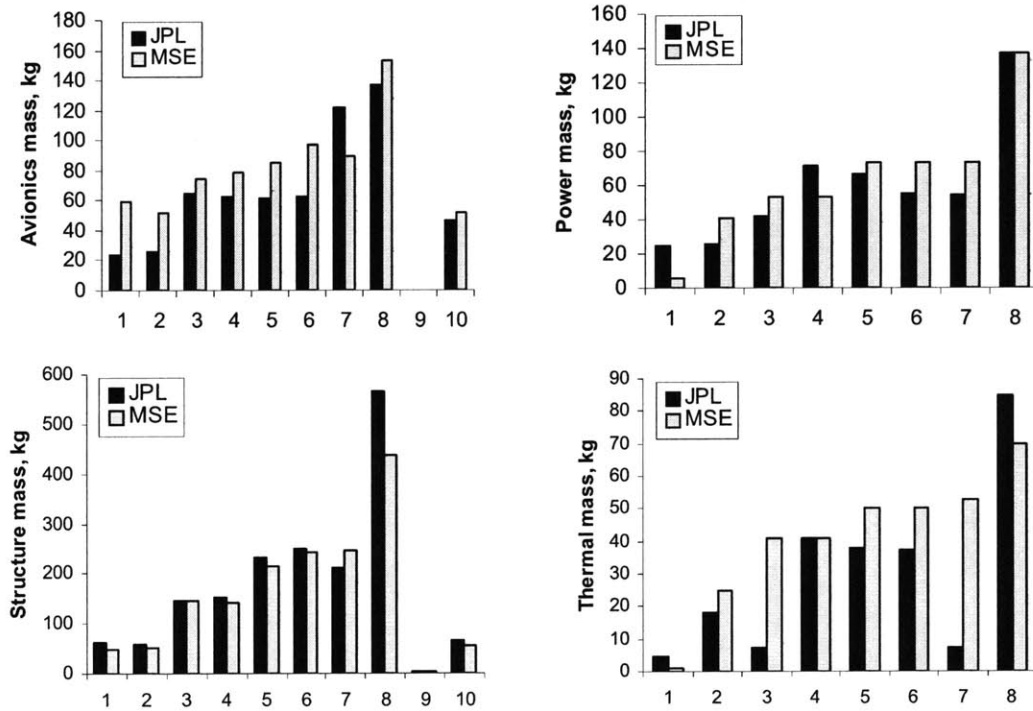 Avionics mass, kg
180
160
140
120
100
80
60
40
20
0
JPL
MSE
1 2 3 4 5 6 7 8 9 10
Power mass, kg
160
140
120
100
80
60
40
20
0
JPL
MSE
1 2 3 4 5 6 7 8
Structure mass, kg
600
500
400
300
200
100
0
JPL
MSE
1 2 3 4 5 6 7 8 9 10
Thermal mass, kg
90
80
70
60
50
40
30
20
10
0
JPL
MSE
1 2 3 4 5 6 7 8